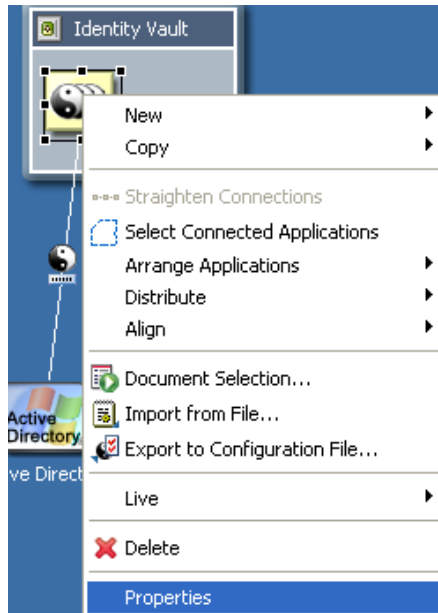 Identity Vault
New
Copy
Straighten Connections
Select Connected Applications
Arrange Applications
Distribute
Align
Document Selection...
Import from File...
Export to Configuration File...
Active
Directory
ve Direct
Live
Delete
Properties